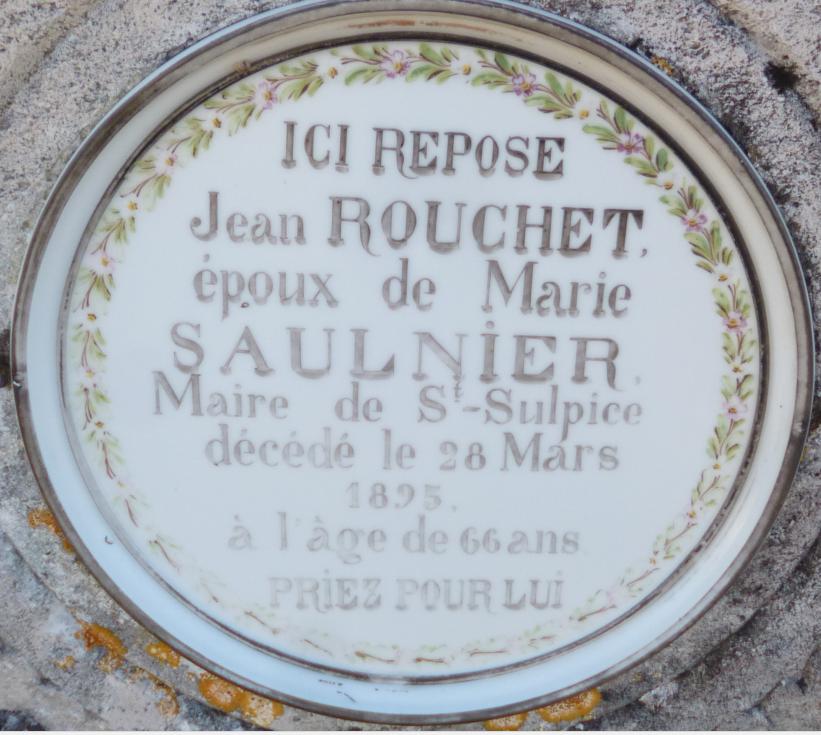 ICI REPOSE
Jean ROUCHET,
époux de Marie
SAULNIER,
Maire de St-Sulpice
décédé le 28 Mars
1895.
à l'âge de 66 ans
PRIEZ POUR LUI